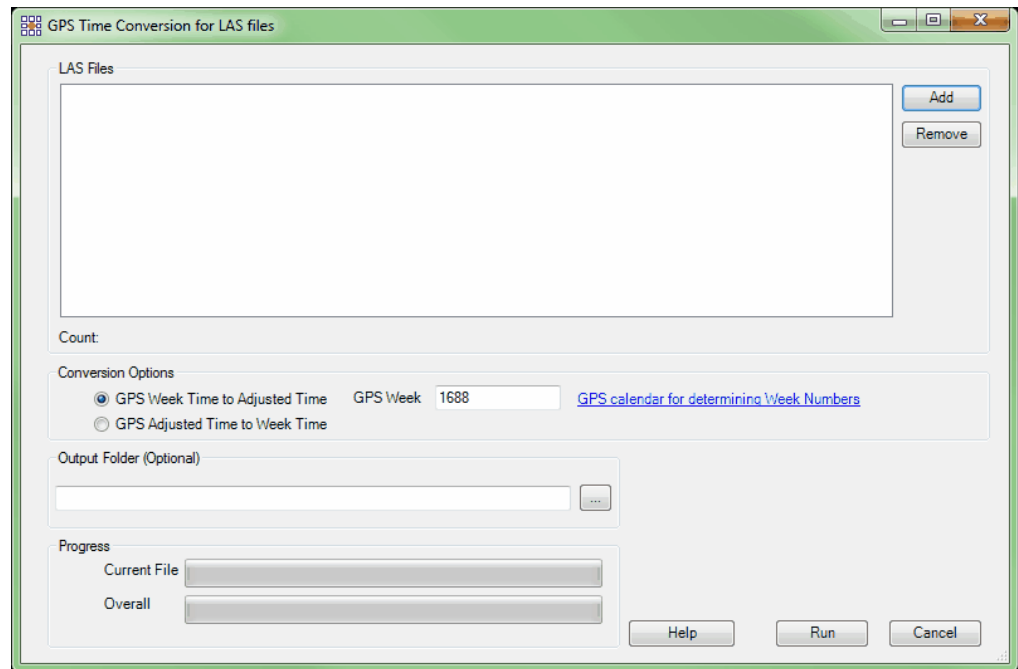 GPS Time Conversion for LAS files
LAS Files
Add
Remove
Count:
Conversion Options
GPS Week Time to Adjusted Time GPS Week 1688 GPS calendar for determining Week Numbers
GPS Adjusted Time to Week Time
Output Folder (Optional)
...
Progress
Current File
Overall
Help Run Cancel